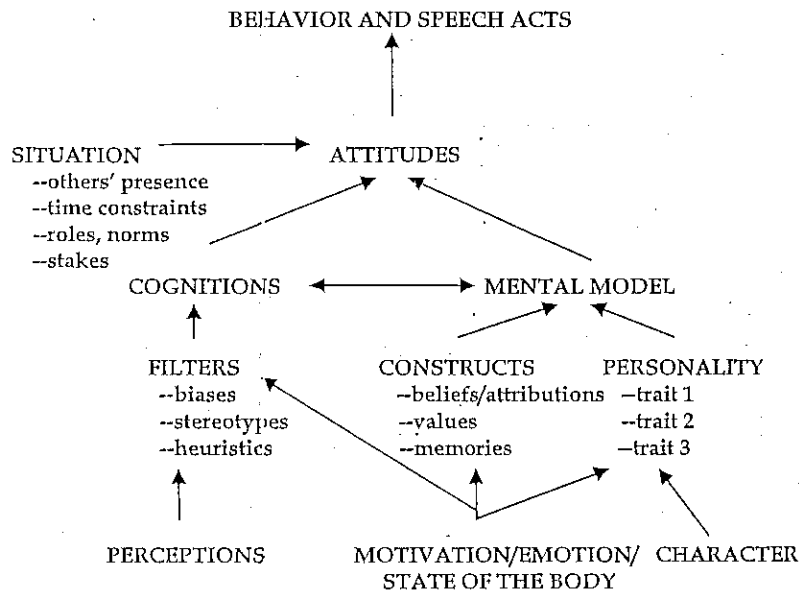 BEHAVIOR AND SPEECH ACTS
SITUATION
--others' presence
--time constraints
--roles, norms
--stakes
ATTITUDES
COGNITIONS
MENTAL MODEL
FILTERS
--biases
--stereotypes
--heuristics
CONSTRUCTS
--beliefs/attributions
--values
--memories
PERSONALITY
--trait 1
--trait 2
--trait 3
PERCEPTIONS
MOTIVATION/EMOTION/
STATE OF THE BODY
CHARACTER